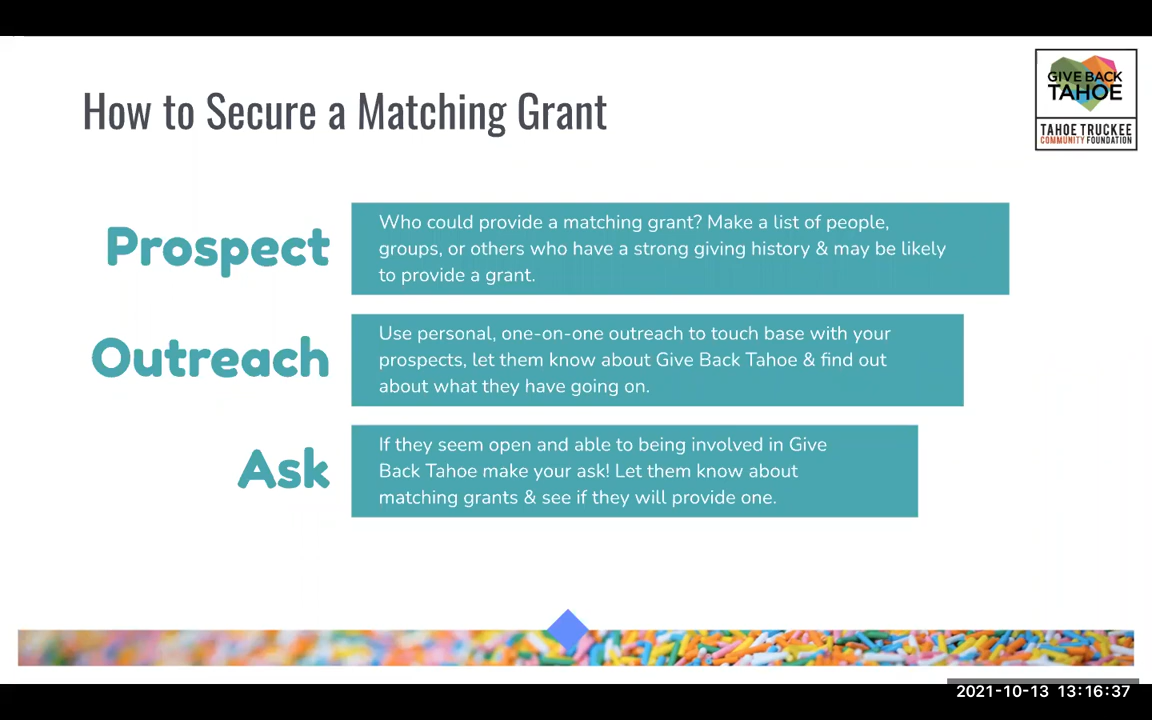 How to Secure a Matching Grant
GIVE BACK
TAHOE
TAHOE TRUCKEE
COMMUNITY FOUNDATION
Prospect
Who could provide a matching grant? Make a list of people,
groups, or others who have a strong giving history & may be likely
to provide a grant.
Outreach
Use personal, one-on-one outreach to touch base with your
prospects, let them know about Give Back Tahoe & find out
about what they have going on.
Ask
If they seem open and able to being involved in Give
Back Tahoe make your ask! Let them know about
matching grants & see if they will provide one.
2021-10-13 13:16:37